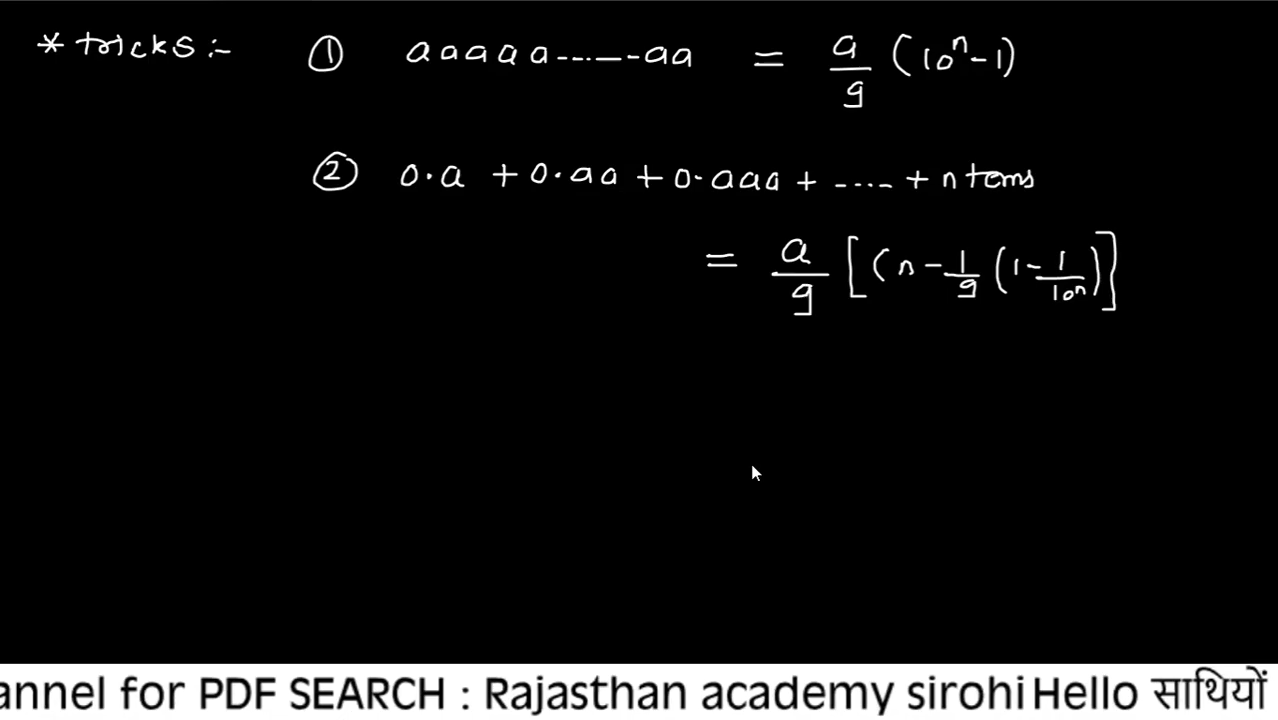 * tricks :- ① aaaaa-----aa = a/9 (10ⁿ-1)
② 0.a + 0.aa + 0.aaa + ..... + n terms
= a/9 [(n - 1/9 (1 - 1/10ⁿ)]
annel for PDF SEARCH : Rajasthan academy sirohi Hello साथियों